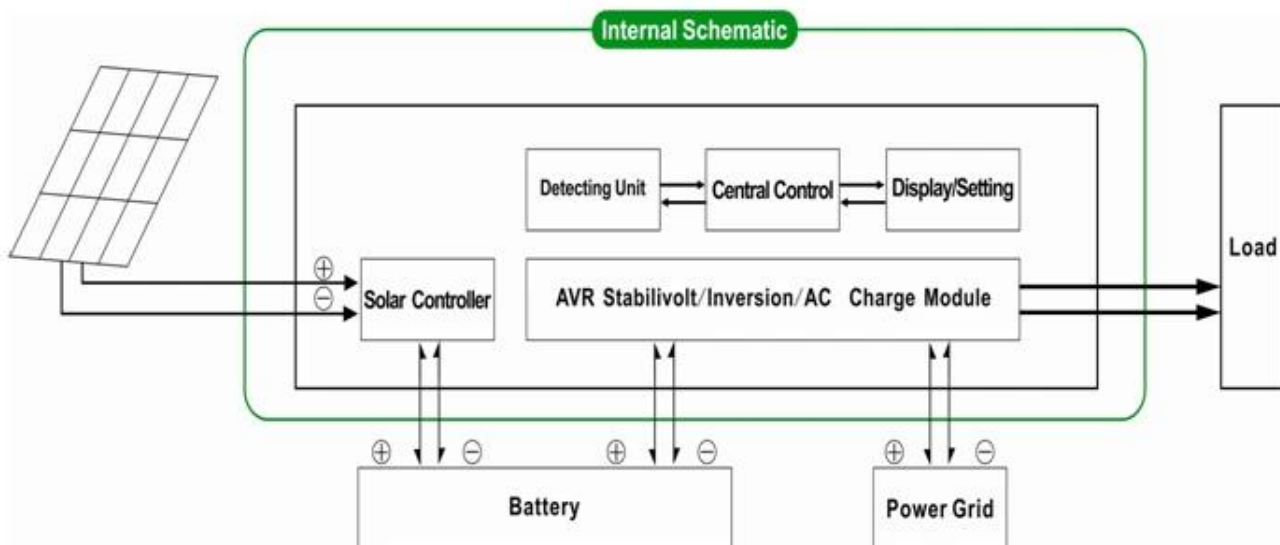 Internal Schematic
Detecting Unit
Central Control
Display/Setting
Load
⊕
⊖
Solar Controller
AVR Stabilivolt/Inversion/AC Charge Module
⊕ ⊖ ⊕ ⊖ ⊕ ⊖
Battery
Power Grid